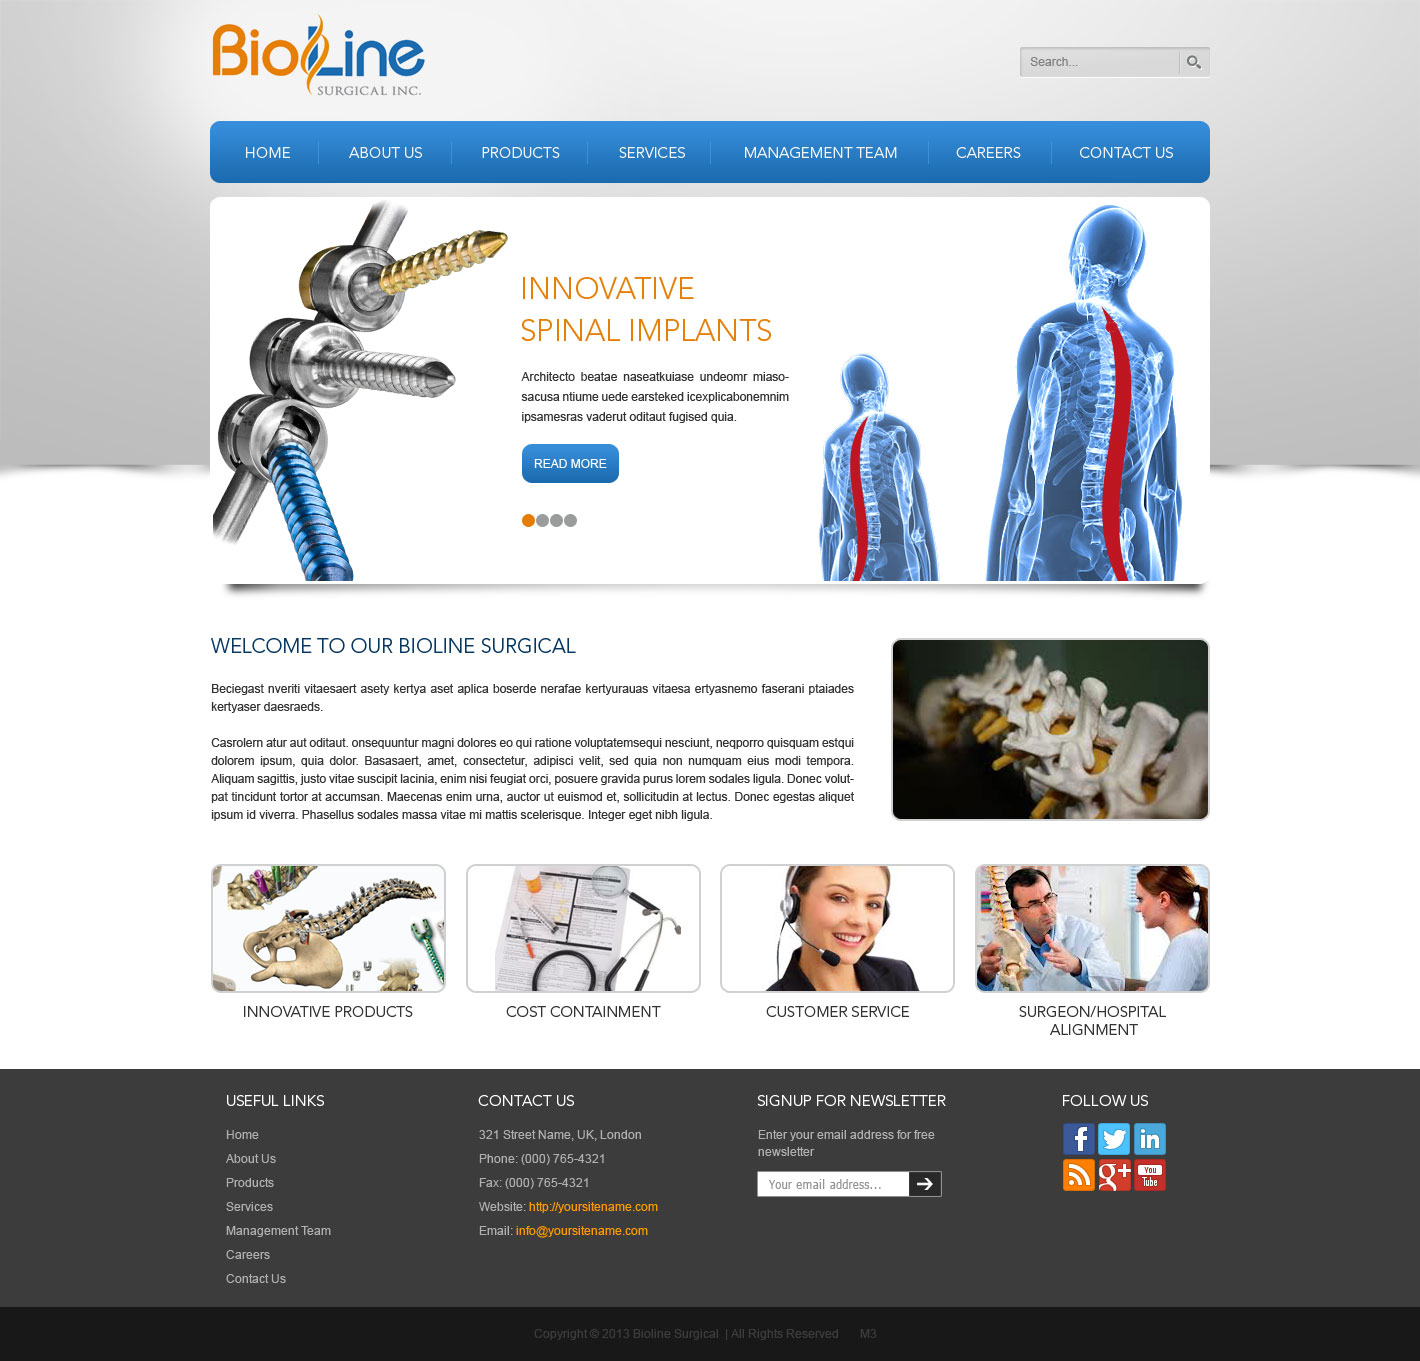 BioLine
SURGICAL INC.
Search...
HOME
ABOUT US
PRODUCTS
SERVICES
MANAGEMENT TEAM
CAREERS
CONTACT US
INNOVATIVE
SPINAL IMPLANTS
Architecto beatae naseatkuiase undeomr miaso-
sacusa ntiume uede earsteked icexplicabonemnim
ipsamesras vaderut oditaut fugised quia.
READ MORE
WELCOME TO OUR BIOLINE SURGICAL
Beciegast nveriti vitaesaert asety kertya aset aplica boserde nerafae kertyurauas vitaesa ertyasnemo faserani ptaiades
kertyaser daesraeds.
Casrolern atur aut oditaut. onsequuntur magni dolores eo qui ratione voluptatemsequi nesciunt, neqporro quisquam estqui
dolorem ipsum, quia dolor. Basasaert, amet, consectetur, adipisci velit, sed quia non numquam eius modi tempora.
Aliquam sagittis, justo vitae suscipit lacinia, enim nisi feugiat orci, posuere gravida purus lorem sodales ligula. Donec volut-
pat tincidunt tortor at accumsan. Maecenas enim urna, auctor ut euismod et, sollicitudin at lectus. Donec egestas aliquet
ipsum id viverra. Phasellus sodales massa vitae mi mattis scelerisque. Integer eget nibh ligula.
INNOVATIVE PRODUCTS
COST CONTAINMENT
CUSTOMER SERVICE
SURGEON/HOSPITAL
ALIGNMENT
USEFUL LINKS
Home
About Us
Products
Services
Management Team
Careers
Contact Us
CONTACT US
321 Street Name, UK, London
Phone: (000) 765-4321
Fax: (000) 765-4321
Website: http://yoursitename.com
Email: info@yoursitename.com
SIGNUP FOR NEWSLETTER
Enter your email address for free
newsletter
Your email address...
FOLLOW US
f
in
g+
You
Tube
Copyright © 2013 Bioline Surgical | All Rights Reserved M3